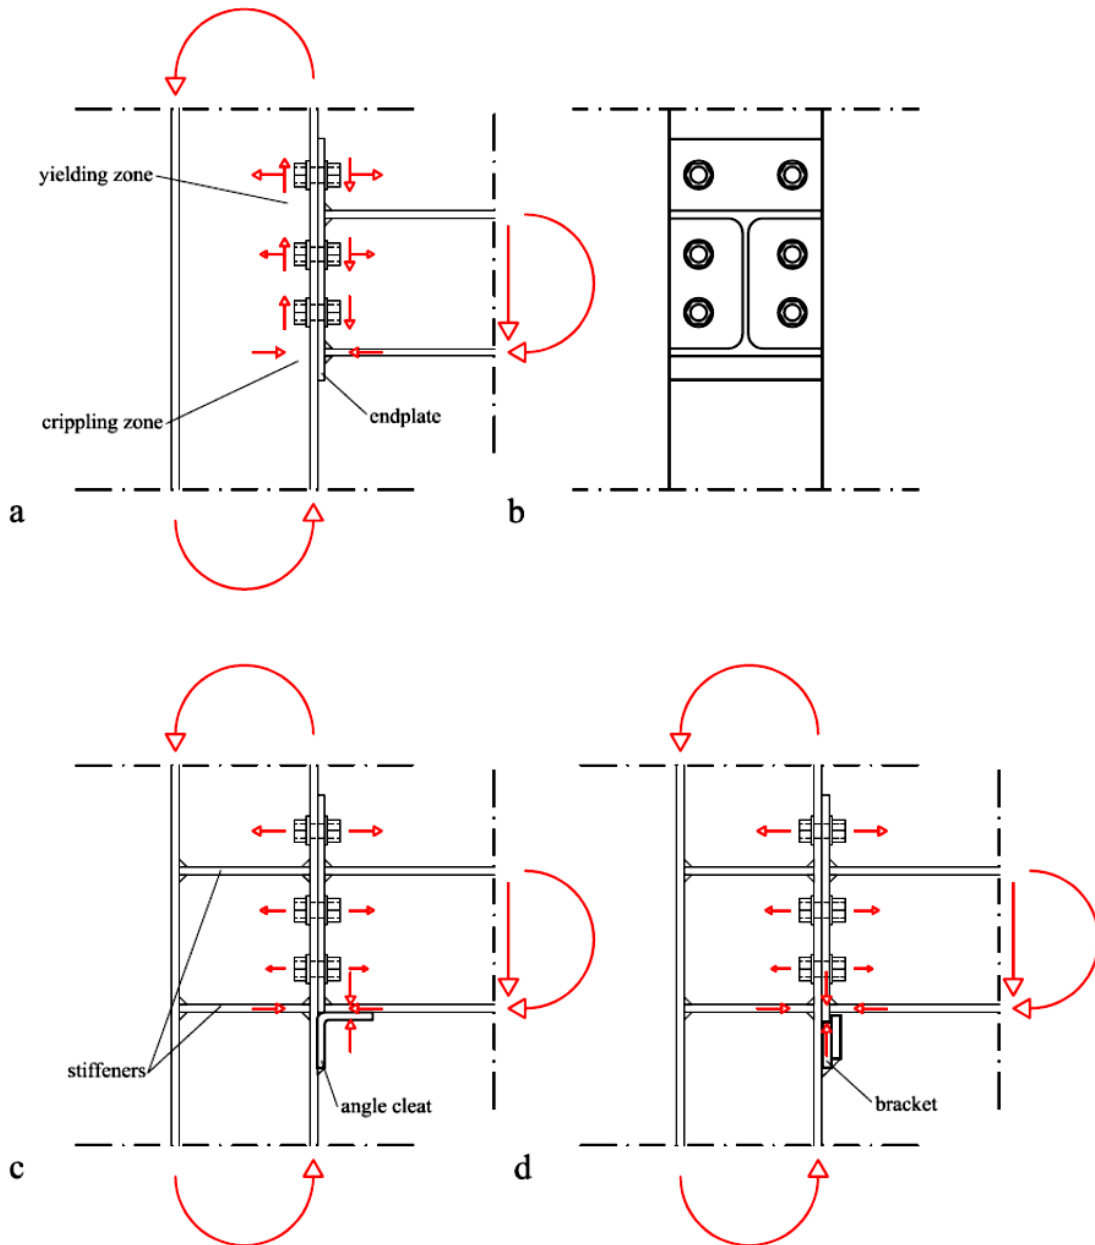 yielding zone
crippling zone
endplate
a
b
stiffeners
angle cleat
bracket
c
d